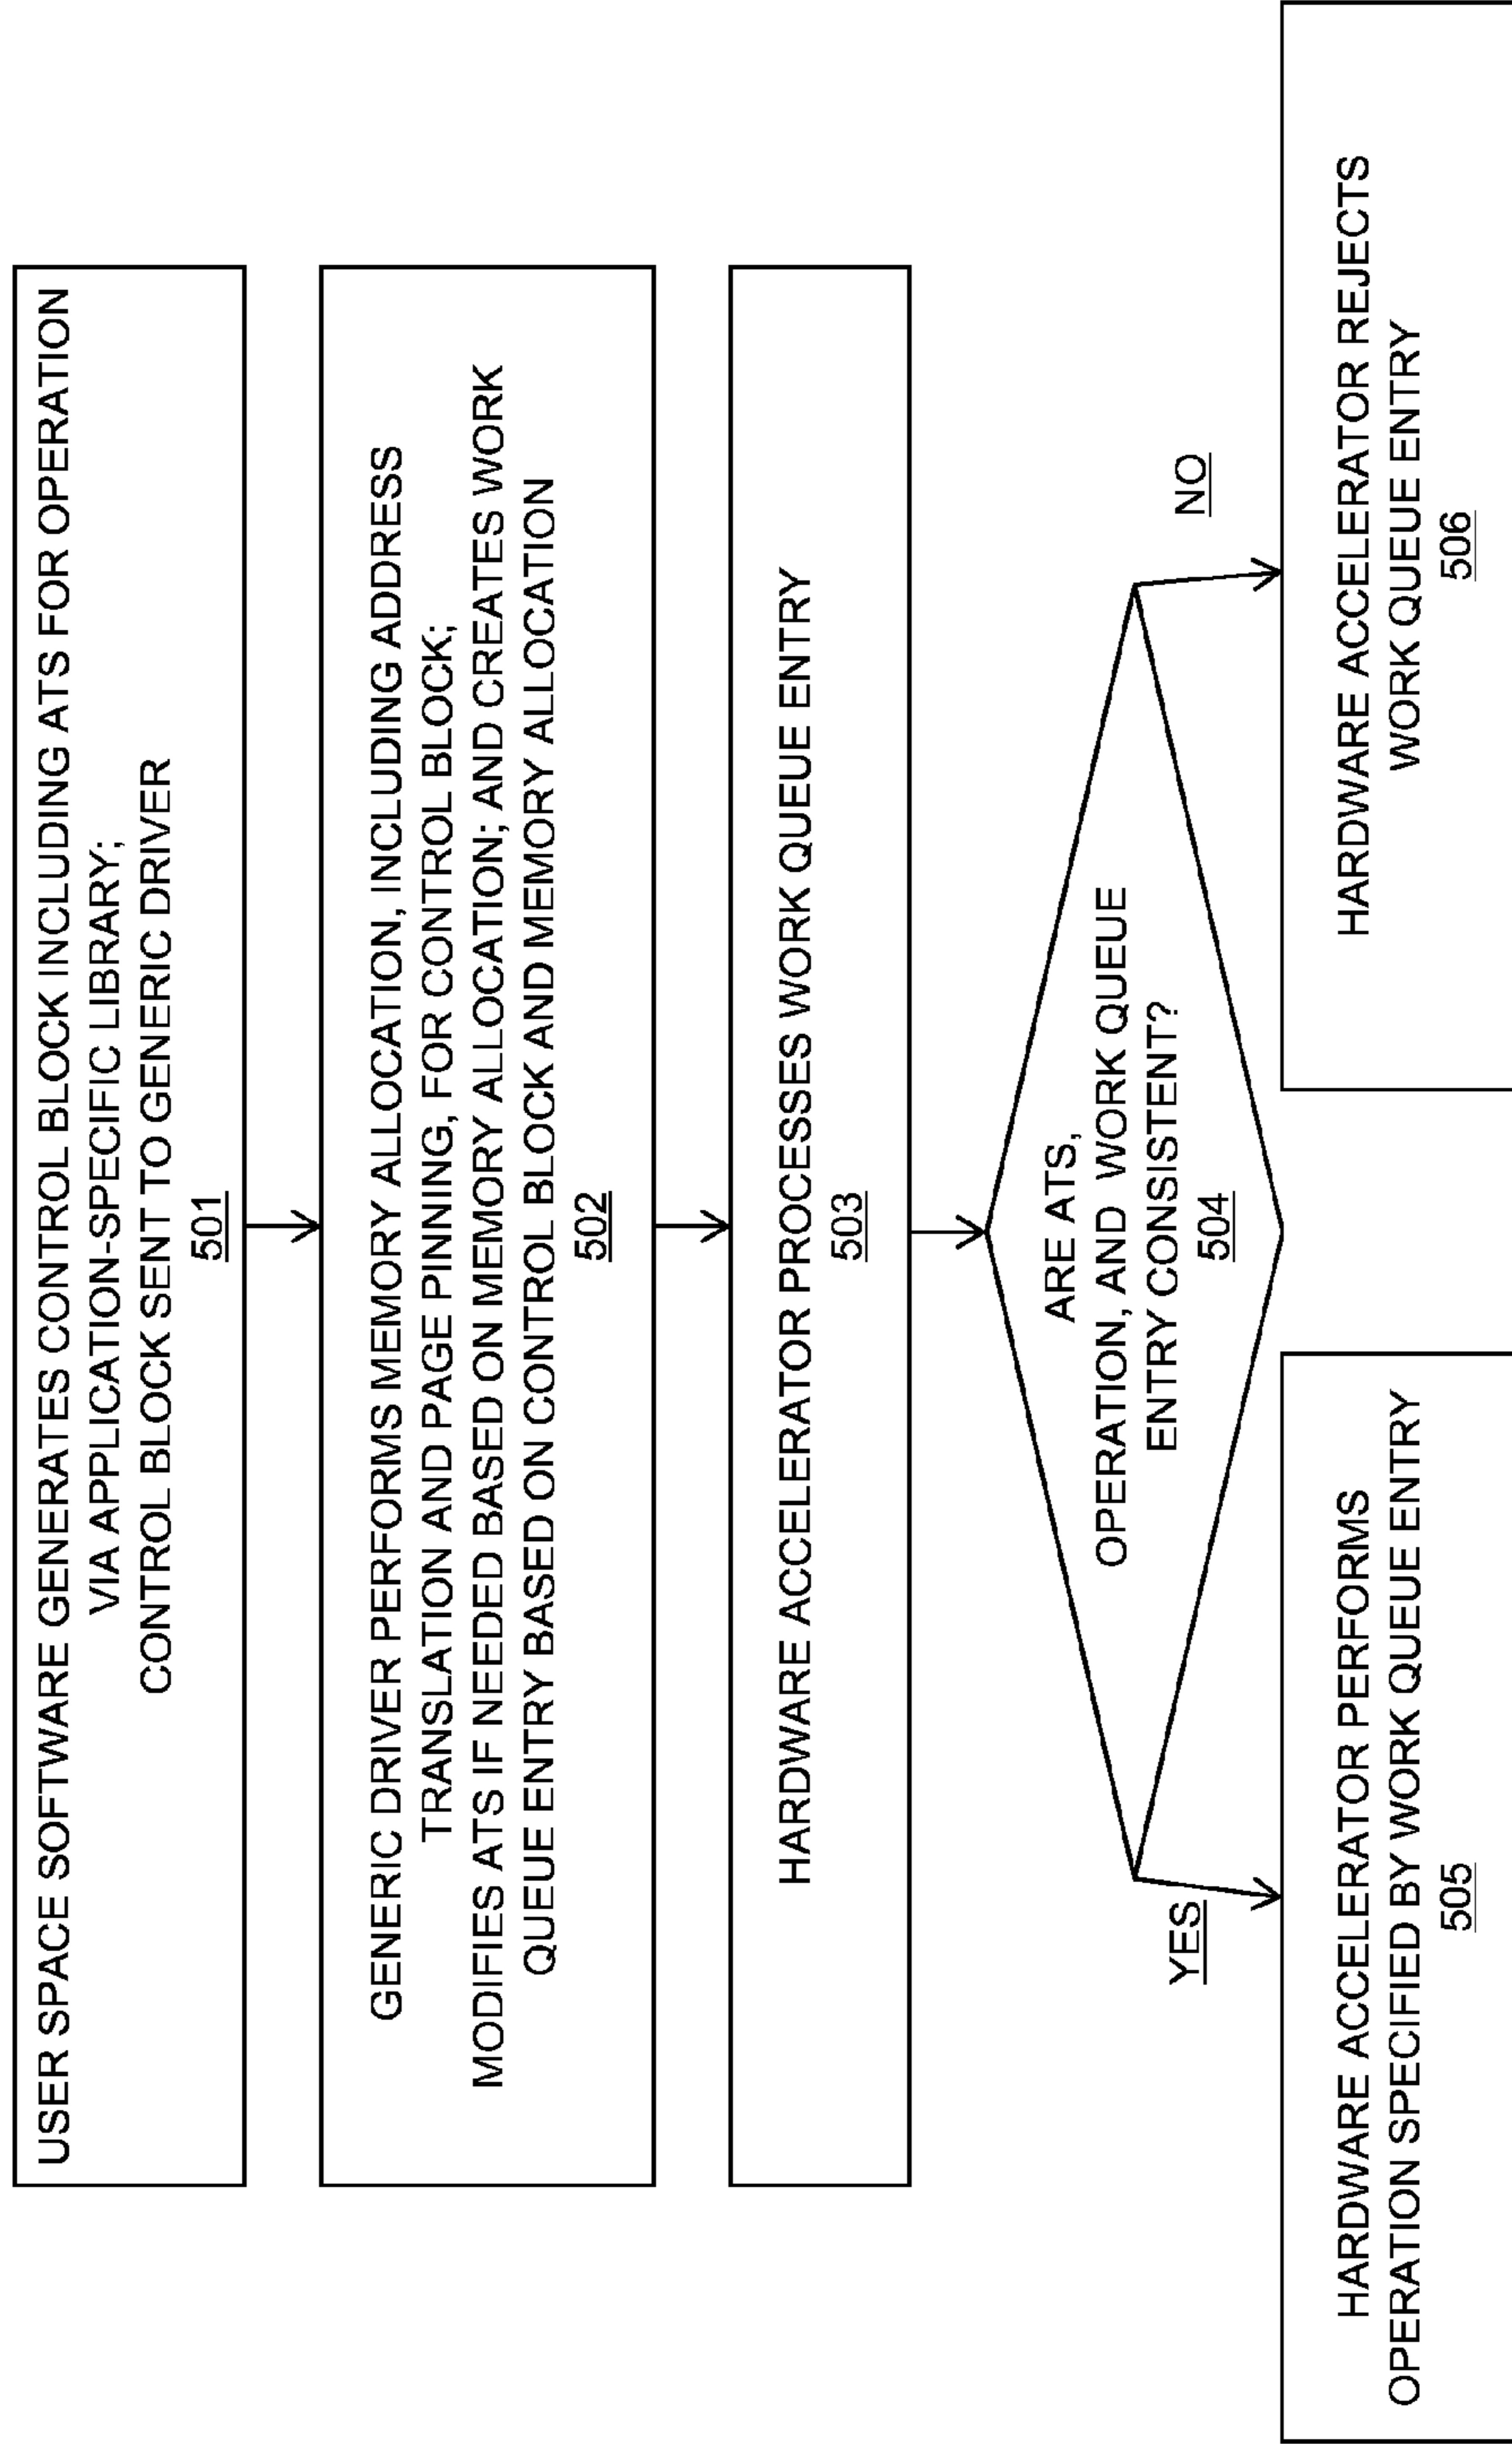 USER SPACE SOFTWARE GENERATES CONTROL BLOCK INCLUDING ATS FOR OPERATION
VIA APPLICATION-SPECIFIC LIBRARY;
CONTROL BLOCK SENT TO GENERIC DRIVER
501
GENERIC DRIVER PERFORMS MEMORY ALLOCATION, INCLUDING ADDRESS
TRANSLATION AND PAGE PINNING, FOR CONTROL BLOCK;
MODIFIES ATS IF NEEDED BASED ON MEMORY ALLOCATION; AND CREATES WORK
QUEUE ENTRY BASED ON CONTROL BLOCK AND MEMORY ALLOCATION
502
HARDWARE ACCELERATOR PROCESSES WORK QUEUE ENTRY
503
ARE ATS,
OPERATION, AND WORK QUEUE
ENTRY CONSISTENT?
504
YES
NO
HARDWARE ACCELERATOR PERFORMS
OPERATION SPECIFIED BY WORK QUEUE ENTRY
505
HARDWARE ACCELERATOR REJECTS
WORK QUEUE ENTRY
506